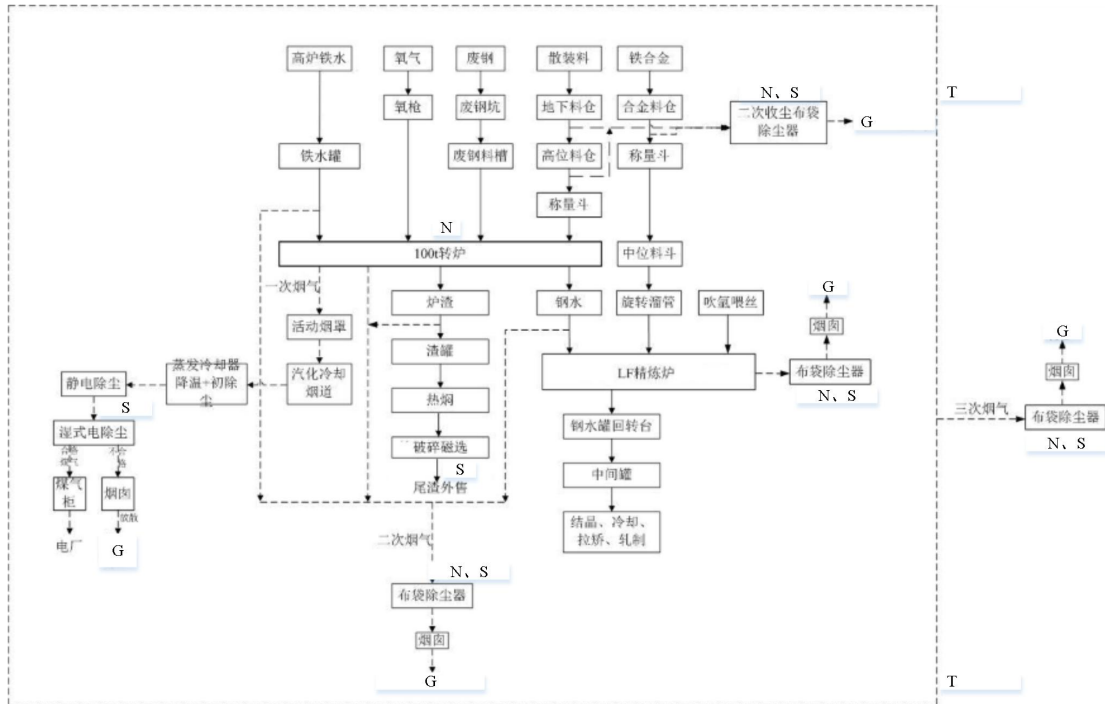 高炉铁水
氧气
废钢
散装料
铁合金
氧枪
废钢坑
地下料仓
合金料仓
N、S
二次收尘布袋
除尘器
G
T
铁水罐
废钢料槽
高位料仓
称量斗
称量斗
N
100t转炉
中位料斗
一次烟气
炉渣
钢水
旋转溜管
吹氩喂丝
G
烟囱
活动烟罩
渣罐
蒸发冷却器
降温+初除
尘
汽化冷却
烟道
静电除尘
S
LF精炼炉
布袋除尘器
N、S
G
烟囱
三次烟气
布袋除尘器
N、S
热焖
钢水罐回转台
湿式电除尘
破碎磁选
S
尾渣外售
中间罐
煤气
柜
烟囱
放散
电厂
G
结晶、冷却、
拉矫、轧制
二次烟气
N、S
布袋除尘器
烟囱
G
T